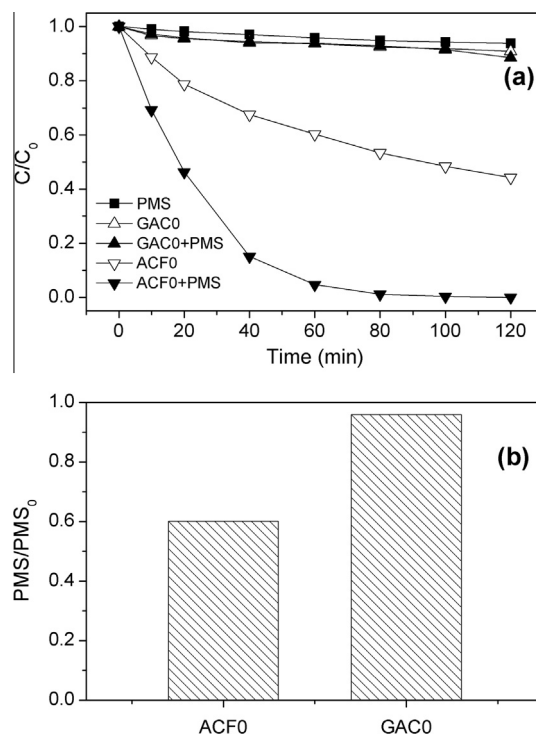 1.0
0.8
0.6
0.4
0.2
0.0
C/C0
(a)
PMS
GAC0
GAC0+PMS
ACF0
ACF0+PMS
0 20 40 60 80 100 120
Time (min)
1.0
0.8
0.6
0.4
0.2
0.0
PMS/PMS0
(b)
ACF0 GAC0